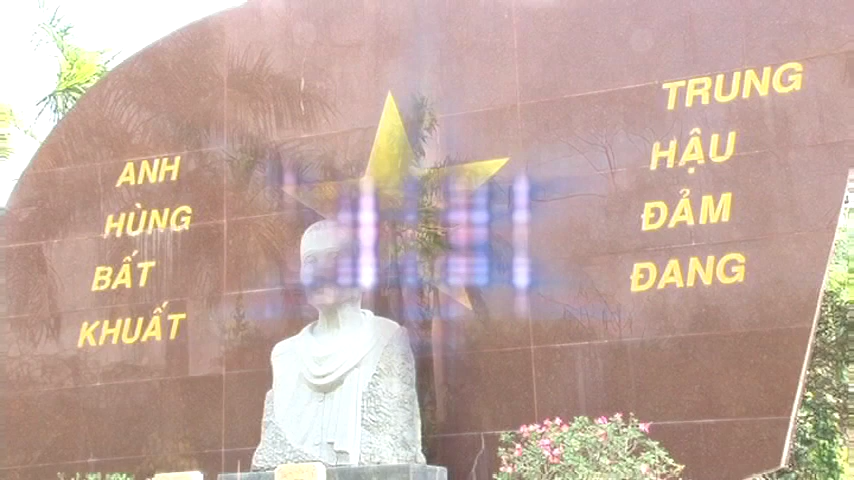 ANH
HÙNG
BẤT
KHUẤT
TRUNG
HẬU
ĐẢM
ĐANG